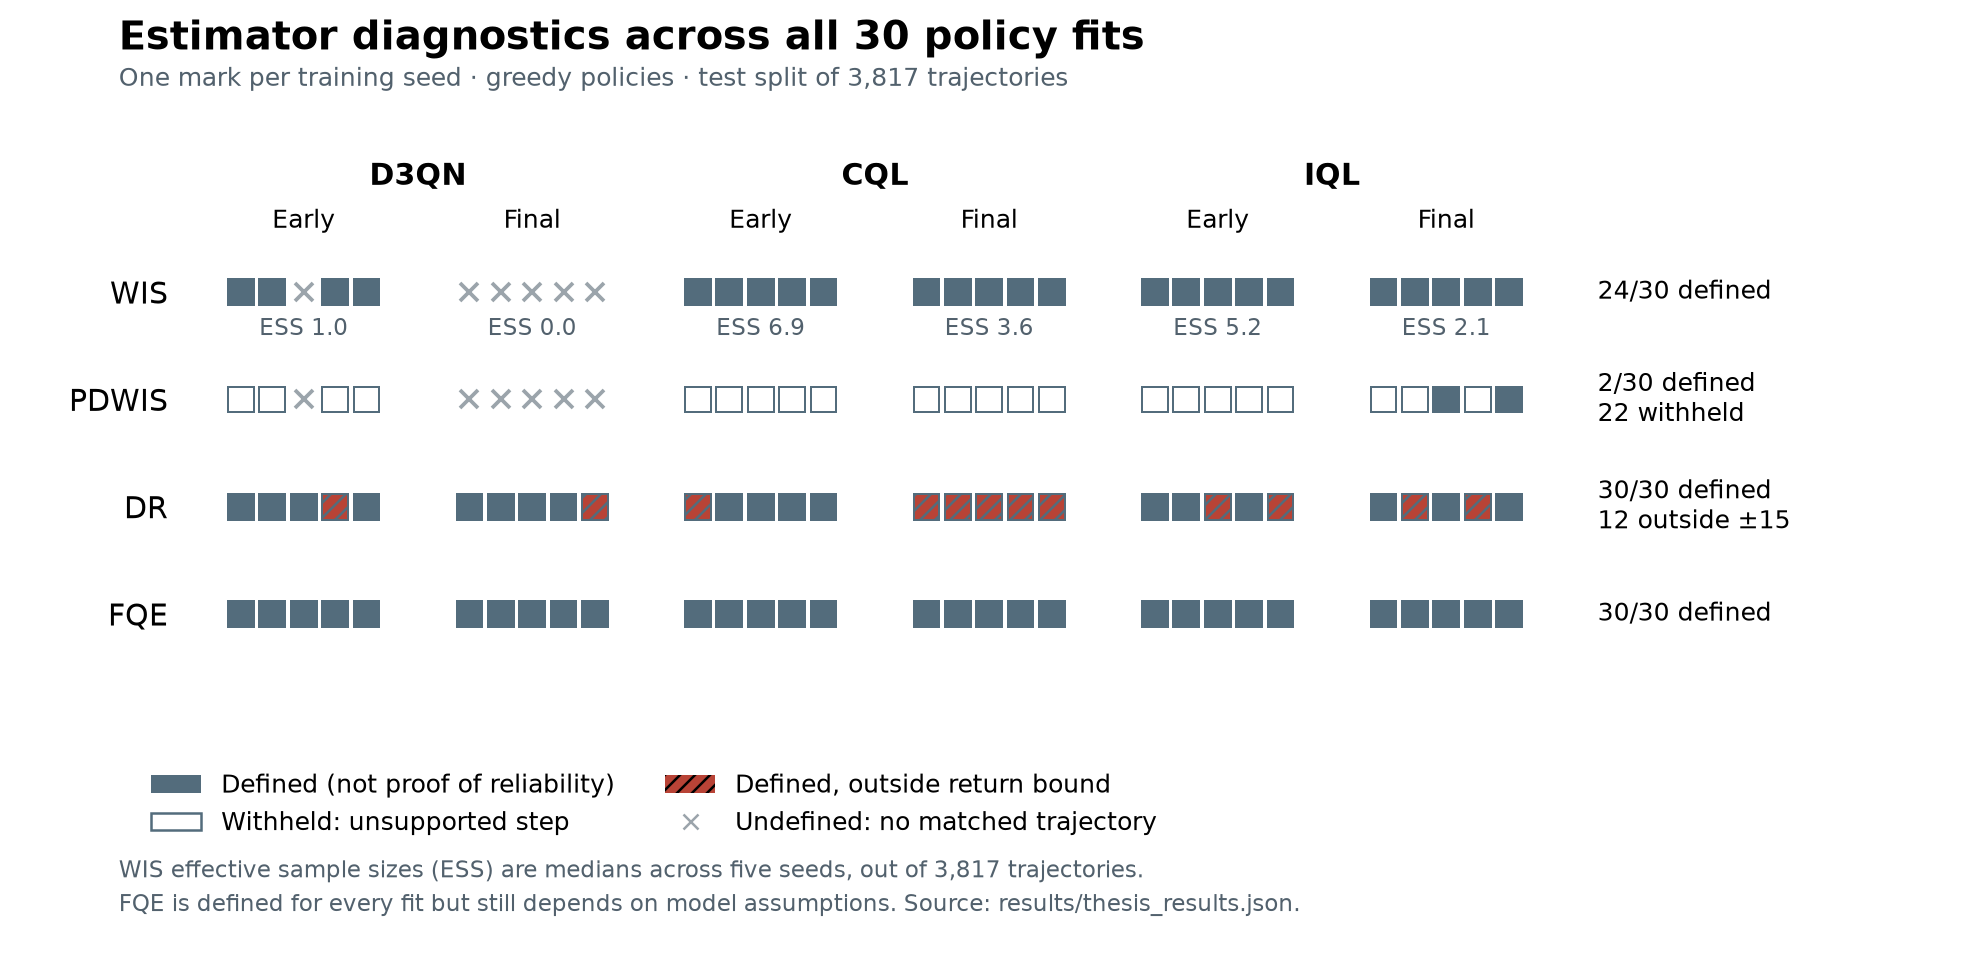 Estimator diagnostics across all 30 policy fits
One mark per training seed · greedy policies · test split of 3,817 trajectories
D3QN CQL IQL
Early Final Early Final Early Final
WIS 24/30 defined
ESS 1.0 ESS 0.0 ESS 6.9 ESS 3.6 ESS 5.2 ESS 2.1
PDWIS 2/30 defined
22 withheld
DR 30/30 defined
12 outside ±15
FQE 30/30 defined
Defined (not proof of reliability) Defined, outside return bound
Withheld: unsupported step Undefined: no matched trajectory
WIS effective sample sizes (ESS) are medians across five seeds, out of 3,817 trajectories.
FQE is defined for every fit but still depends on model assumptions. Source: results/thesis_results.json.